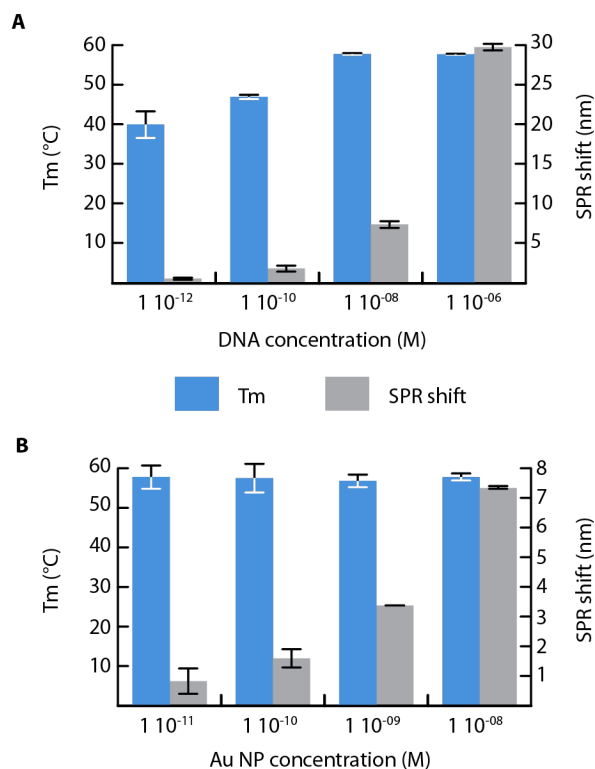 A
60 30
50 25
40 20
30 15
20 10
10 5
Tm (°C)
SPR shift (nm)
1 10-12 1 10-10 1 10-08 1 10-06
DNA concentration (M)
Tm SPR shift
B
60 8
50 7
40 6
30 5
20 4
10 3
2
1
Tm (°C)
SPR shift (nm)
1 10-11 1 10-10 1 10-09 1 10-08
Au NP concentration (M)